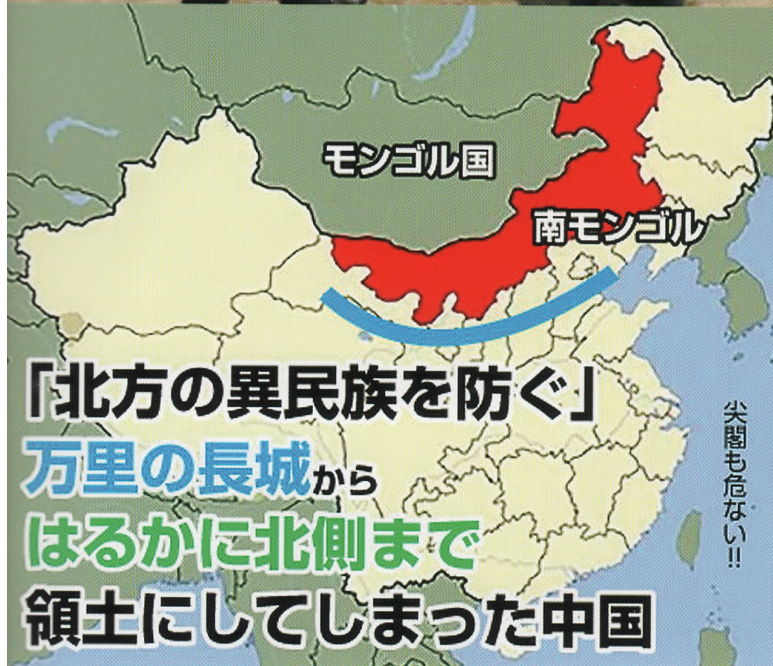 モンゴル国
南モンゴル
「北方の異民族を防ぐ」
万里の長城から
はるかに北側まで
領土にしてしまった中国
尖閣も危ない!!